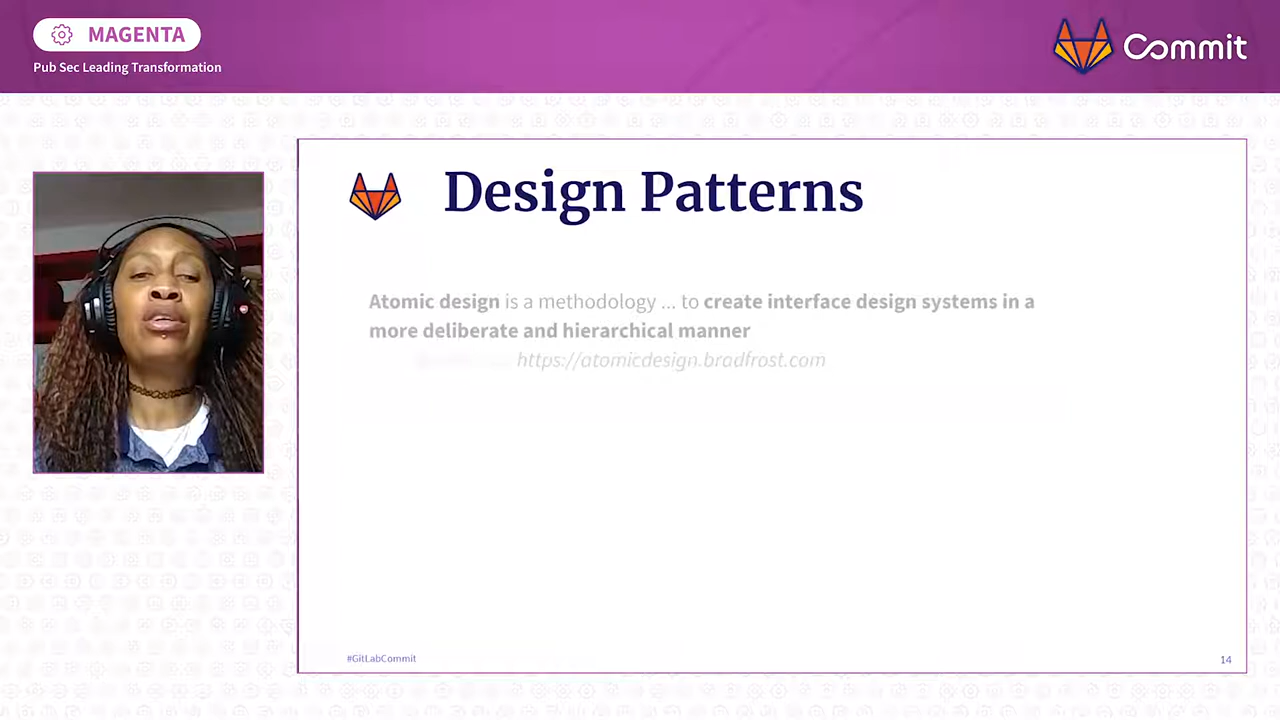 MAGENTA
Pub Sec Leading Transformation
Commit
Design Patterns
Atomic design is a methodology ... to create interface design systems in a
more deliberate and hierarchical manner
https://atomicdesign.bradfrost.com
#GitLabCommit
14